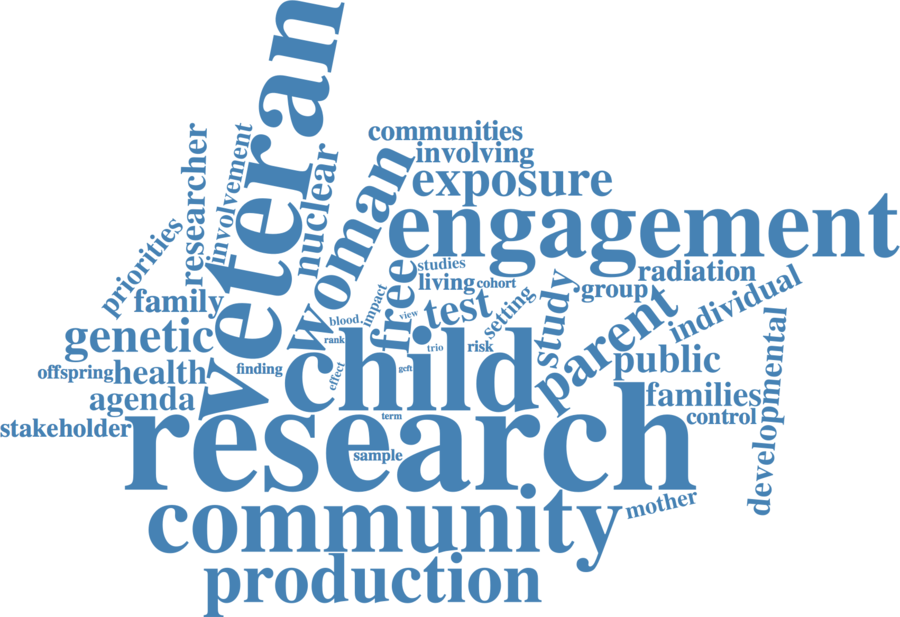 veteran
communities
researcher
involvement
nuclear
woman
involving
exposure
engagement
priorities
studies
radiation
free
living
cohort
group
individual
family
impact
test
setting
study
parent
genetic
blood
view
developmental
rank
trio
risk
public
offspring
health
finding
effect
child
gcft
agenda
families
stakeholder
research
term
control
sample
community
mother
production